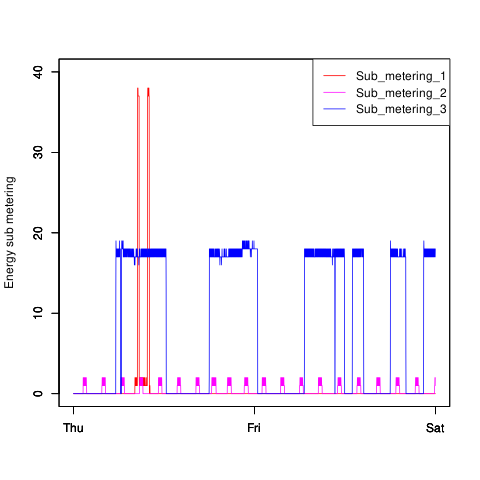 Sub_metering_1
Sub_metering_2
Sub_metering_3
Energy sub metering
40
30
20
10
0
Thu Fri Sat